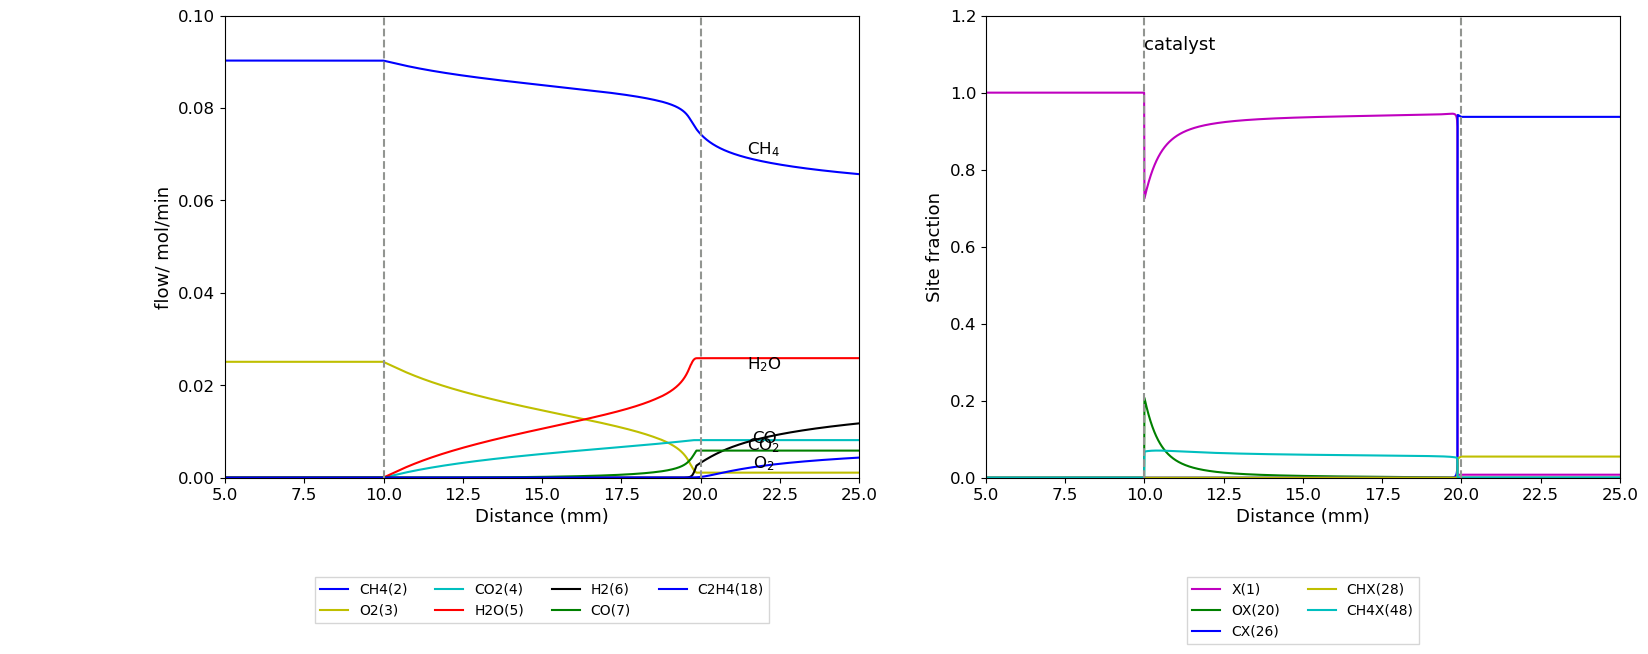 0.10
0.08
0.06
0.04
0.02
0.00
flow/ mol/min
5.0 7.5 10.0 12.5 15.0 17.5 20.0 22.5 25.0
Distance (mm)
CH₄
H₂O
CO
CO₂
O₂
CH4(2) CO2(4) H2(6) C2H4(18)
O2(3) H2O(5) CO(7)
1.2
1.0
0.8
0.6
0.4
0.2
0.0
Site fraction
catalyst
5.0 7.5 10.0 12.5 15.0 17.5 20.0 22.5 25.0
Distance (mm)
X(1) CHX(28)
OX(20) CH4X(48)
CX(26)